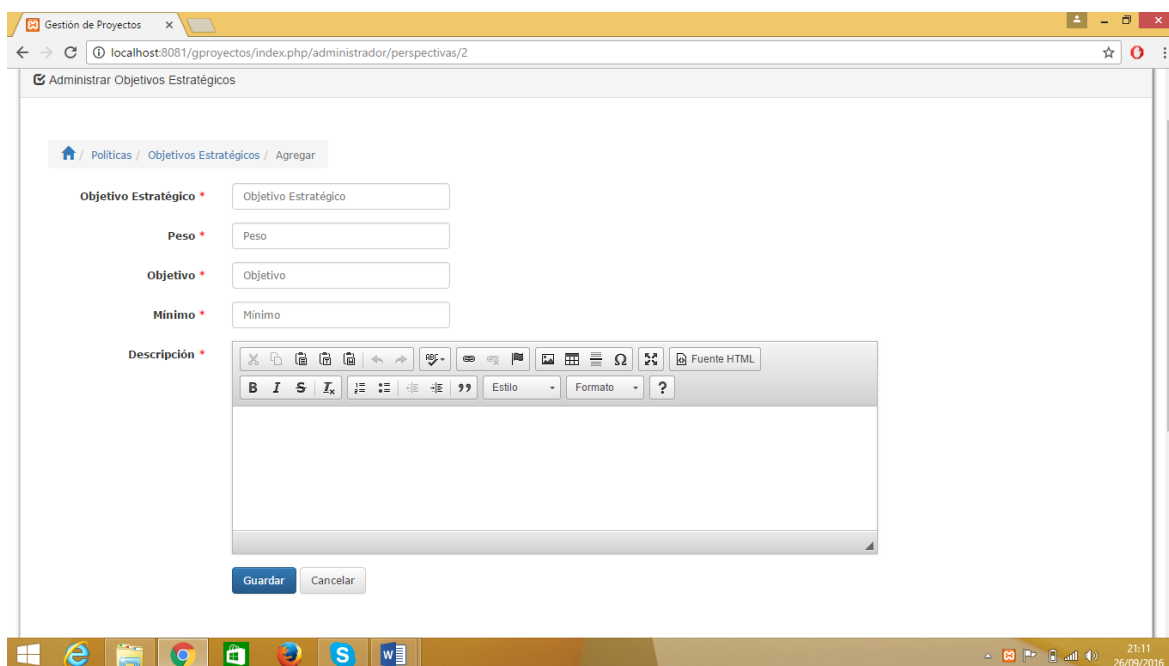 Gestión de Proyectos
localhost:8081/gproyectos/index.php/administrador/perspectivas/2
Administrar Objetivos Estratégicos
/ Políticas / Objetivos Estratégicos / Agregar
Objetivo Estratégico * Objetivo Estratégico
Peso * Peso
Objetivo * Objetivo
Mínimo * Mínimo
Descripción *
ABC Ω Fuente HTML
B I S Ix Estilo Formato ?
Guardar Cancelar
21:11
26/09/2016